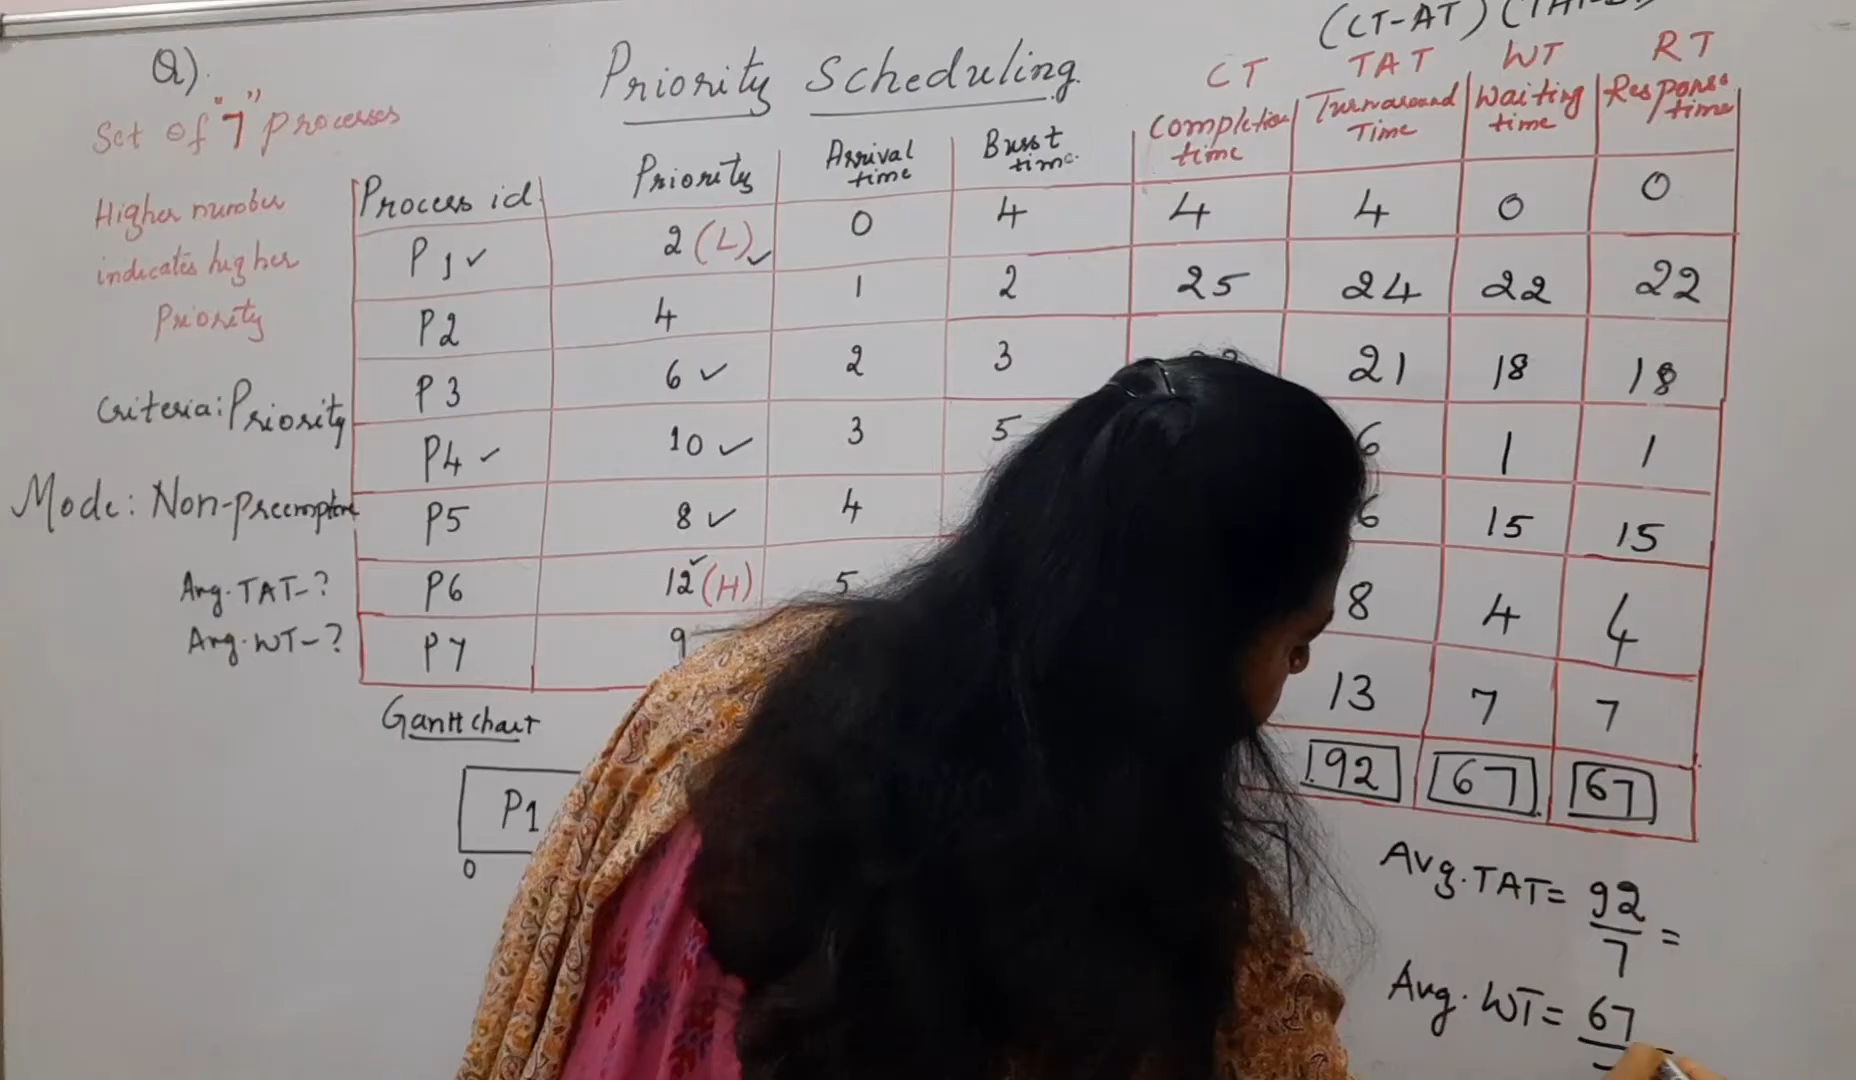 Q).
Priority Scheduling
(CT-AT)
CT TAT WT RT
Set of "7" processes
Higher number
indicates higher
Priority
Criteria: Priority
Mode: Non-preemptive
Avg. TAT-?
Avg. WT-?
Process id Priority Arrival time Burst time Completion time Turnaround Time Waiting time Response time
P1 ✓ 2 (L) ✓ 0 4 4 4 0 0
P2 4 1 2 25 24 22 22
P3 6 ✓ 2 3 21 18 18
P4 ✓ 10 ✓ 3 5 6 1 1
P5 8 ✓ 4 6 15 15
P6 12 ✓ (H) 5 8 4 4
P7 9 13 7 7
92 67 67
Gantt chart
P1
0
Avg. TAT = 92/7 =
Avg. WT = 67